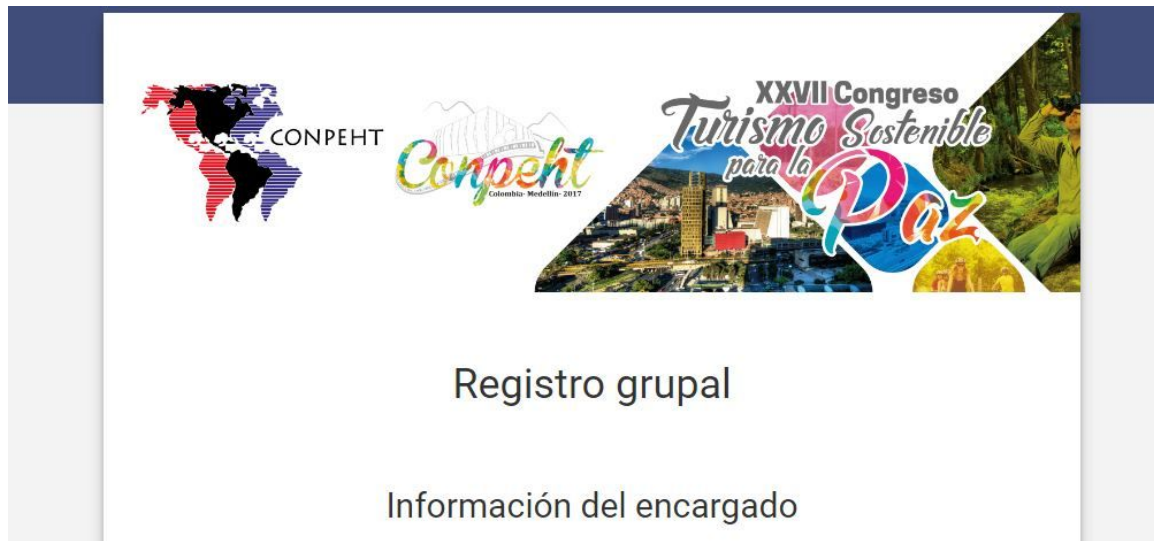 CONPEHT
Conpeht
Colombia- Medellín- 2017
XXVII Congreso
Turismo Sostenible
para la
Paz
Registro grupal
Información del encargado